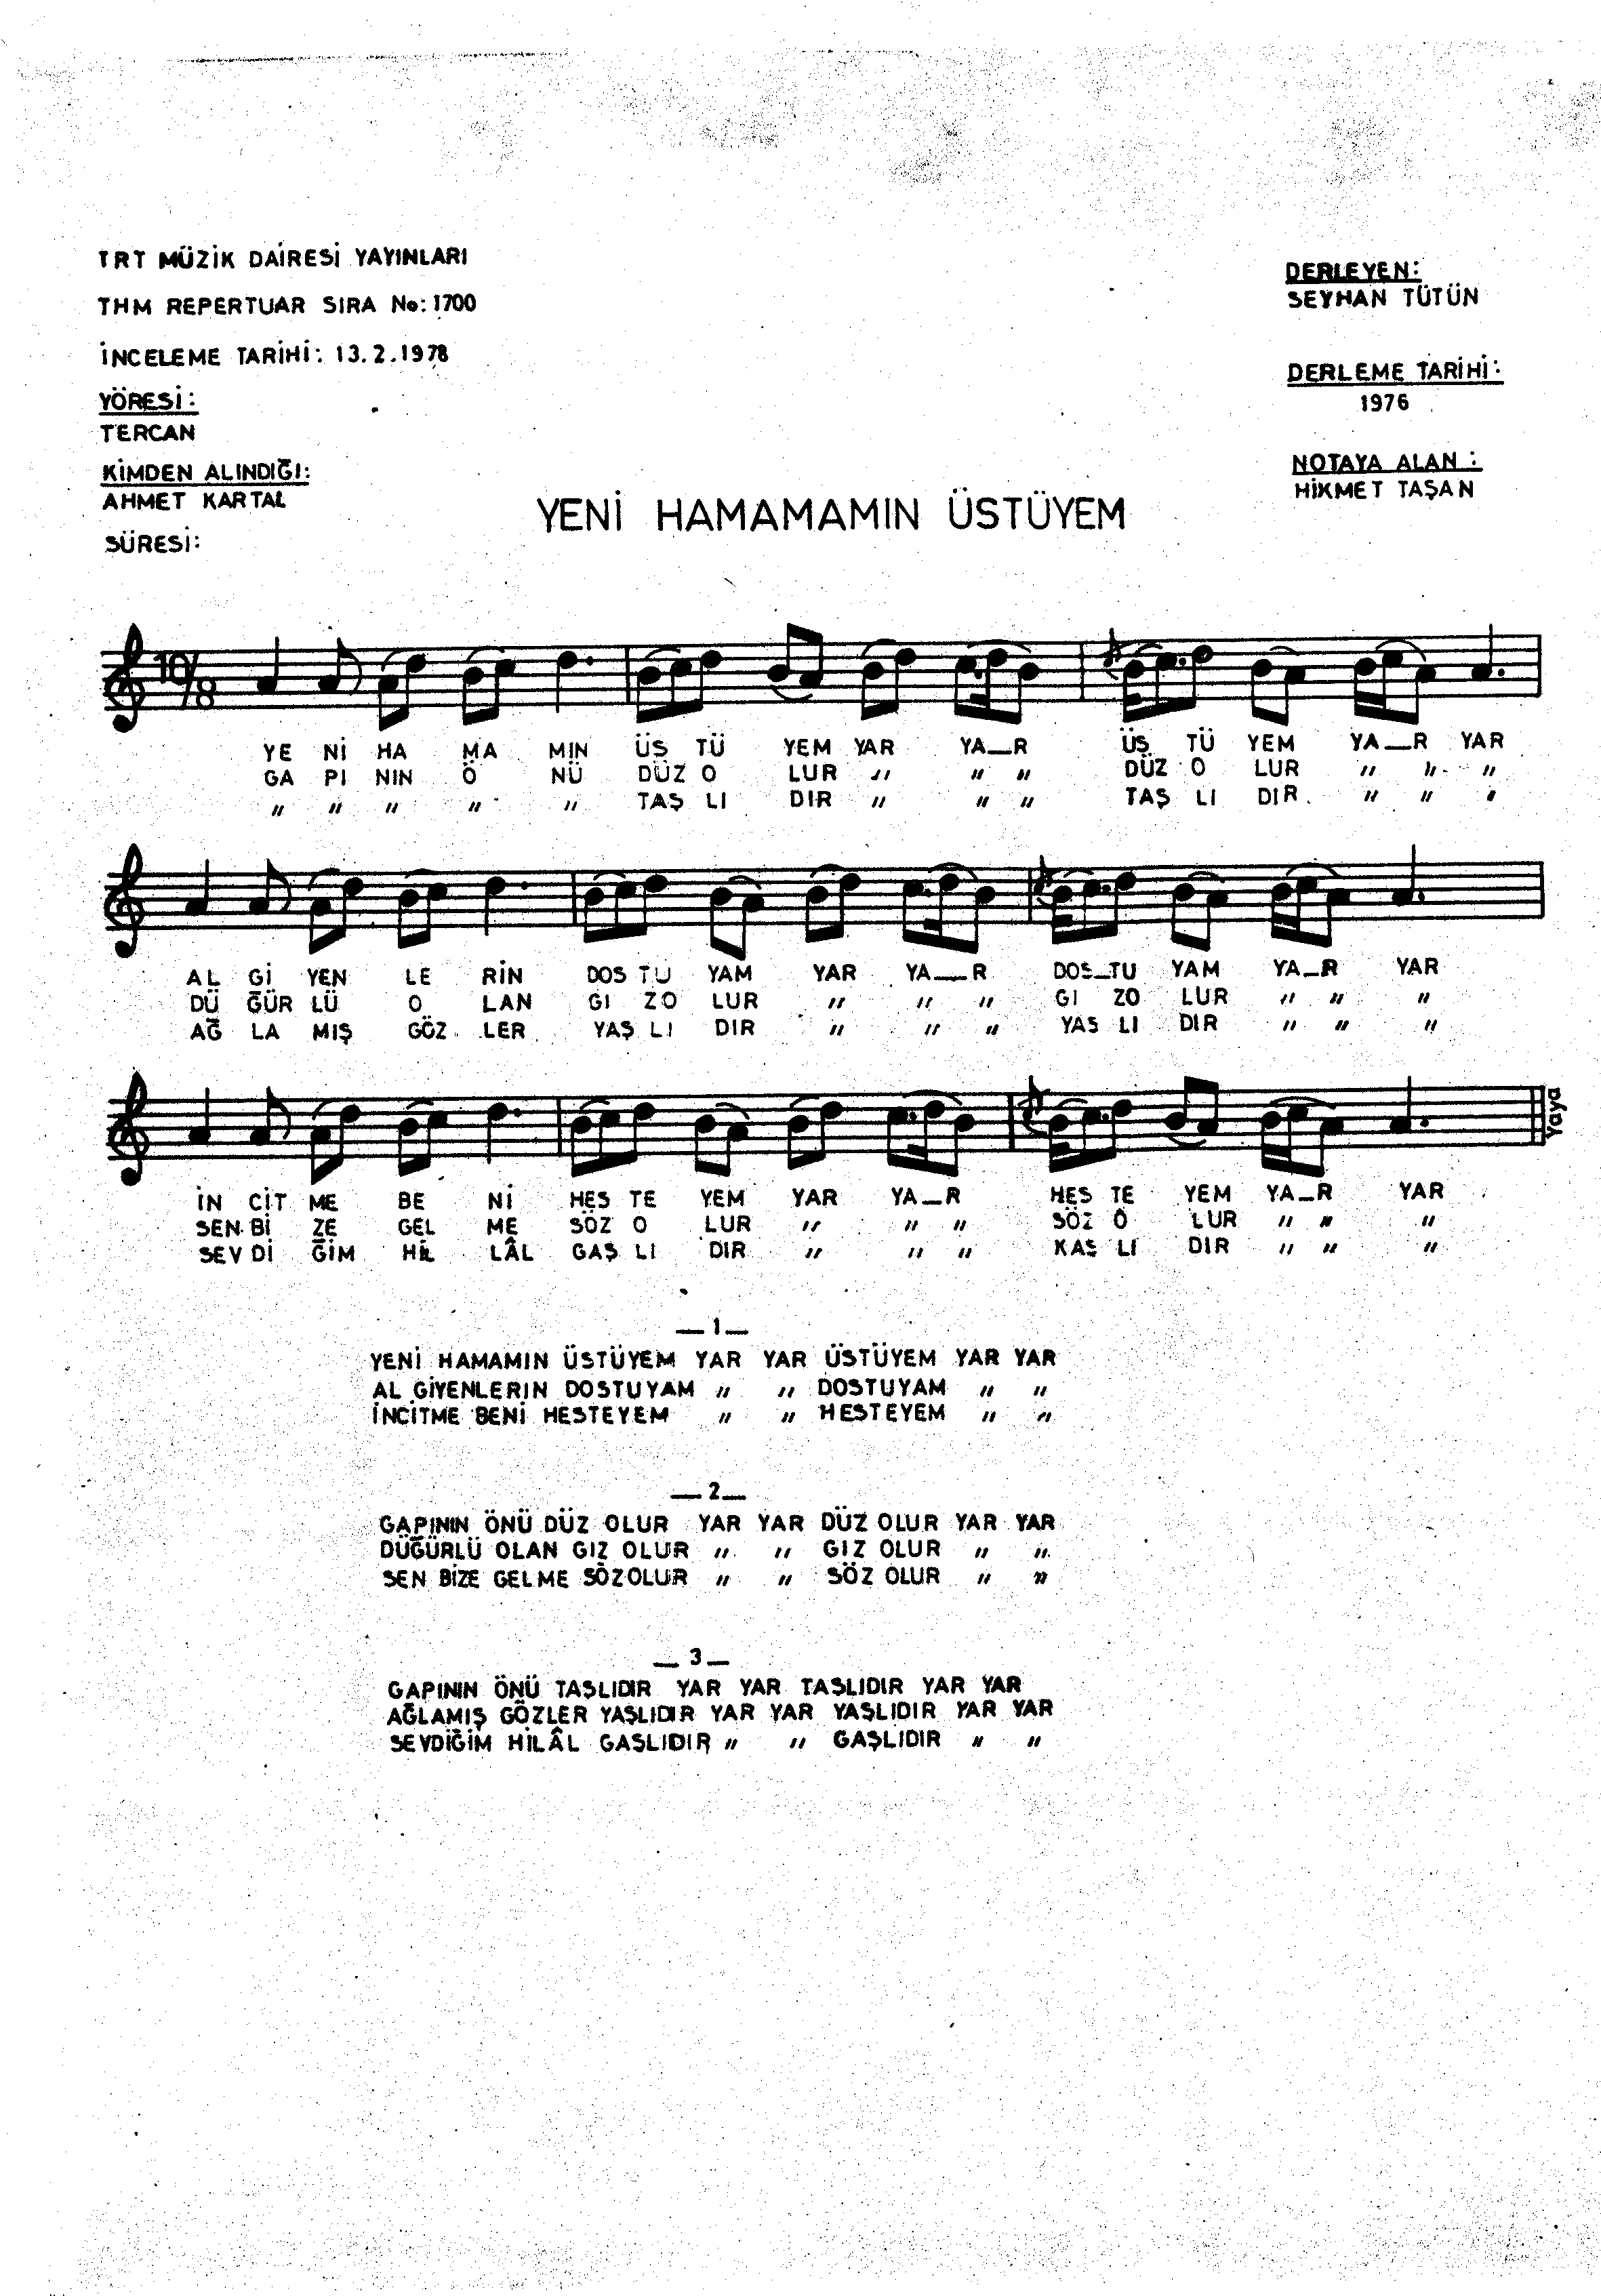 TRT MÜZİK DAİRESİ YAYINLARI
THM REPERTUAR SIRA No: 1700
İNCELEME TARİHİ: 13.2.1978
YÖRESİ:
TERCAN
KİMDEN ALINDIĞI:
AHMET KARTAL
SÜRESİ:
DERLEYEN:
SEYHAN TÜTÜN
DERLEME TARİHİ:
1976
NOTAYA ALAN:
HİKMET TAŞAN
YENİ HAMAMAMIN ÜSTÜYEM
10/8
YE Nİ HA MA MIN ÜS TÜ YEM YAR YA_R ÜS TÜ YEM YA_R YAR
GA PI NIN Ö NÜ DÜZ O LUR " " " DÜZ O LUR " " "
" " " " " TAŞ LI DIR " " " TAŞ LI DIR " " "
AL Gİ YEN LE RİN DOS TU YAM YAR YA_R DOS_TU YAM YA_R YAR
DÜ ĞÜR LÜ O LAN GI ZO LUR " " " GI ZO LUR " " "
AĞ LA MIŞ GÖZ LER YAŞ LI DIR " " " YAS LI DIR " " "
İN CİT ME BE Nİ HES TE YEM YAR YA_R HES TE YEM YA_R YAR
SEN Bİ ZE GEL ME SÖZ O LUR " " " SÖZ O LUR " " "
SEV Dİ ĞİM HİL LÂL GAŞ LI DIR " " " KAŞ LI DIR " " "
Yaya
_1_
YENİ HAMAMIN ÜSTÜYEM YAR YAR ÜSTÜYEM YAR YAR
AL GİYENLERIN DOSTUYAM " " DOSTUYAM " "
İNCİTME BENİ HESTEYEM " " HESTEYEM " "
_2_
GAPININ ÖNÜ DÜZ OLUR YAR YAR DÜZ OLUR YAR YAR
DÜĞÜRLÜ OLAN GIZ OLUR " " GIZ OLUR " "
SEN BİZE GELME SÖZOLUR " " SÖZ OLUR " "
_3_
GAPININ ÖNÜ TAŞLIDIR YAR YAR TASLIDIR YAR YAR
AĞLAMIŞ GÖZLER YAŞLIDIR YAR YAR YAŞLIDIR YAR YAR
SEVDİĞİM HİLÂL GAŞLIDIR " " GAŞLIDIR " "